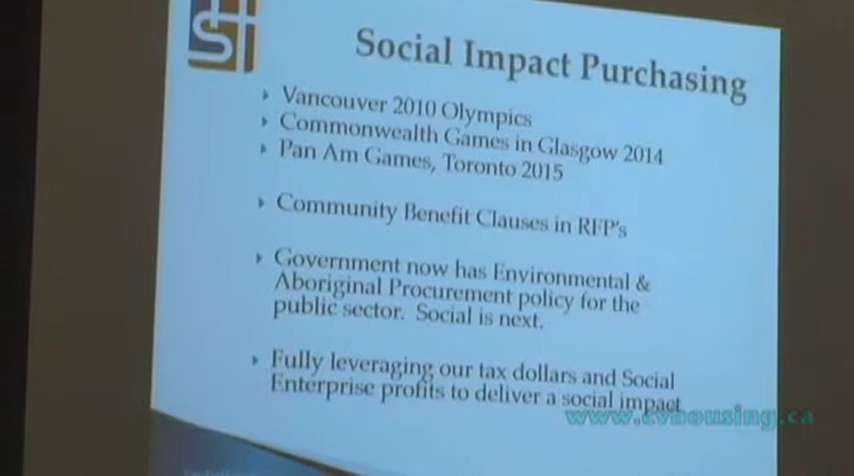 Social Impact Purchasing
Vancouver 2010 Olympics
Commonwealth Games in Glasgow 2014
Pan Am Games, Toronto 2015
Community Benefit Clauses in RFP's
Government now has Environmental &
Aboriginal Procurement policy for the
public sector. Social is next.
Fully leveraging our tax dollars and Social
Enterprise profits to deliver a social impact
www.cvhousing.ca